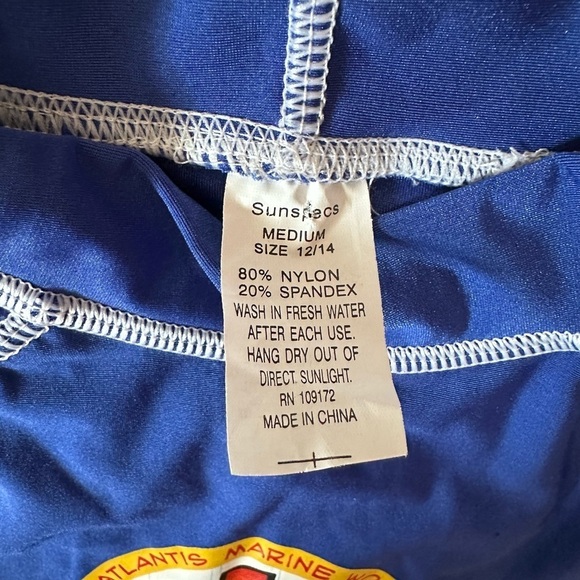 Sunspecs
MEDIUM
SIZE 12/14
80% NYLON
20% SPANDEX
WASH IN FRESH WATER
AFTER EACH USE.
HANG DRY OUT OF
DIRECT SUNLIGHT.
RN 109172
MADE IN CHINA
ATLANTIS MARINE